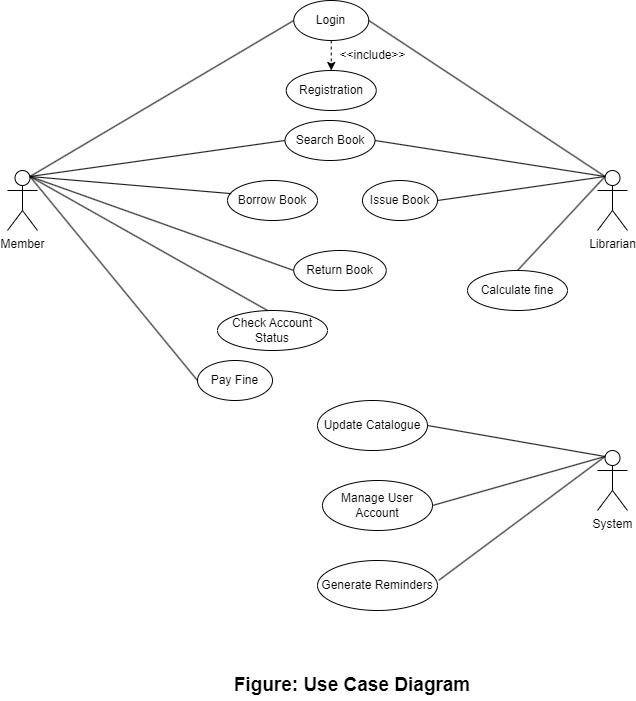 Login
<<include>>
Registration
Search Book
Borrow Book
Issue Book
Member
Librarian
Return Book
Calculate fine
Check Account
Status
Pay Fine
Update Catalogue
Manage User
Account
System
Generate Reminders
Figure: Use Case Diagram